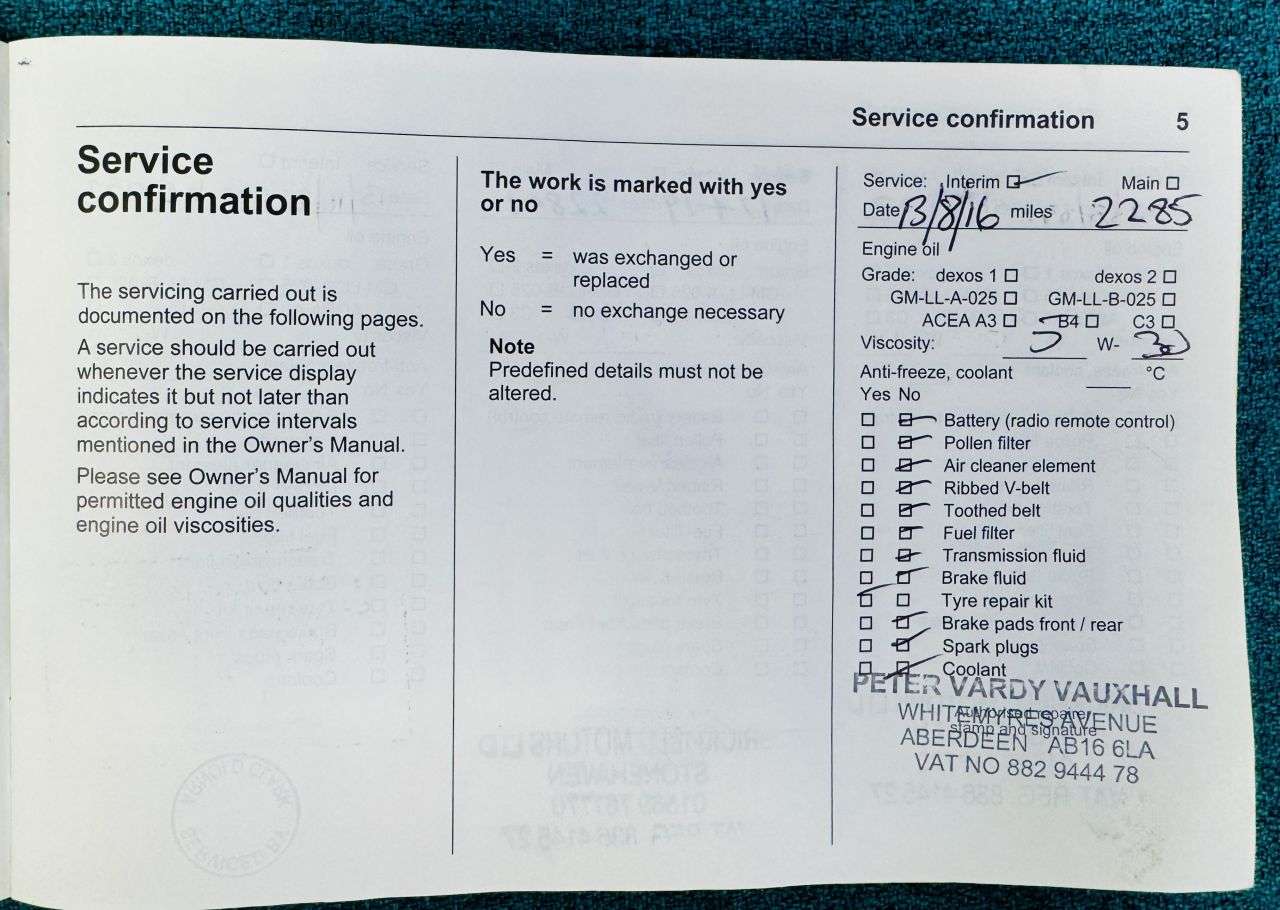 Service confirmation 5
Service
confirmation
The servicing carried out is
documented on the following pages.
A service should be carried out
whenever the service display
indicates it but not later than
according to service intervals
mentioned in the Owner's Manual.
Please see Owner's Manual for
permitted engine oil qualities and
engine oil viscosities.
The work is marked with yes
or no
Yes = was exchanged or
replaced
No = no exchange necessary
Note
Predefined details must not be
altered.
Service: Interim Main
Date 13/8/16 miles 2285
Engine oil
Grade: dexos 1 dexos 2
GM-LL-A-025 GM-LL-B-025
ACEA A3 B4 C3
Viscosity: 5 W- 30
Anti-freeze, coolant °C
Yes No
Battery (radio remote control)
Pollen filter
Air cleaner element
Ribbed V-belt
Toothed belt
Fuel filter
Transmission fluid
Brake fluid
Tyre repair kit
Brake pads front / rear
Spark plugs
Coolant
PETER VARDY VAUXHALL
Authorised repairer
WHITEMYRES AVENUE
stamp and signature
ABERDEEN AB16 6LA
VAT NO 882 9444 78